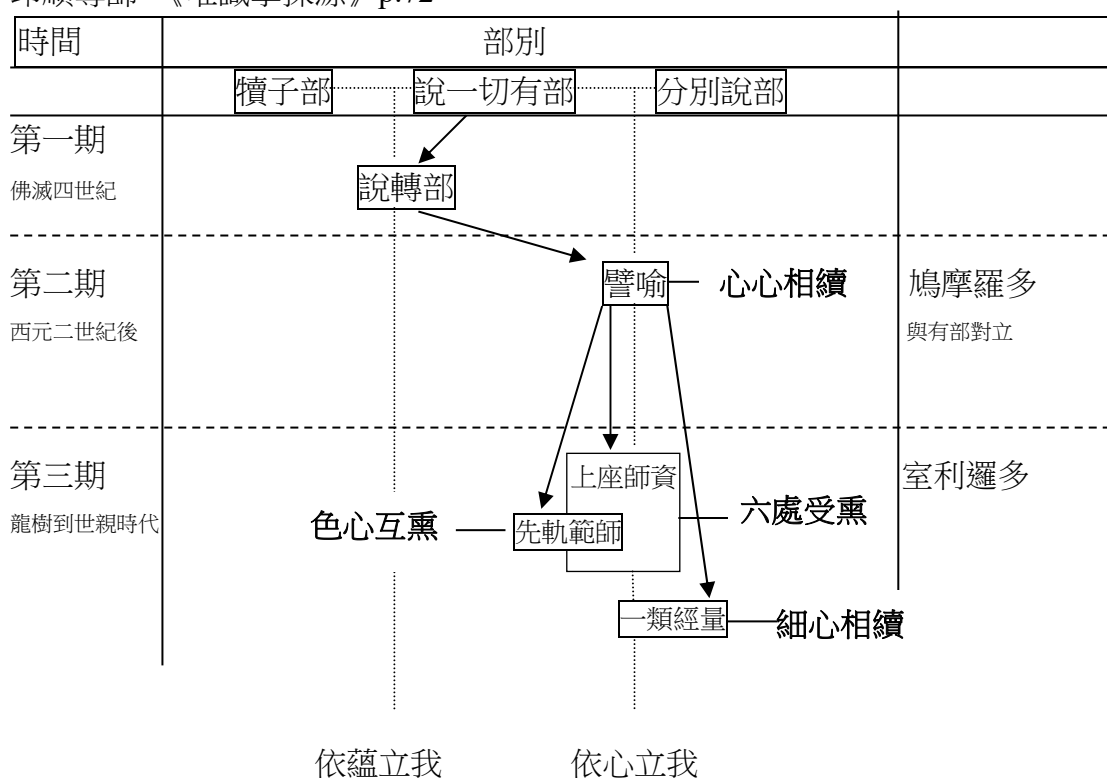 時間 部別
犢子部 說一切有部 分別說部
第一期
佛滅四世紀
說轉部
第二期
西元二世紀後
譬喻 心心相續
鳩摩羅多
與有部對立
第三期
龍樹到世親時代
上座師資
室利邏多
色心互熏 先軌範師 六處受熏
一類經量 細心相續
依蘊立我 依心立我